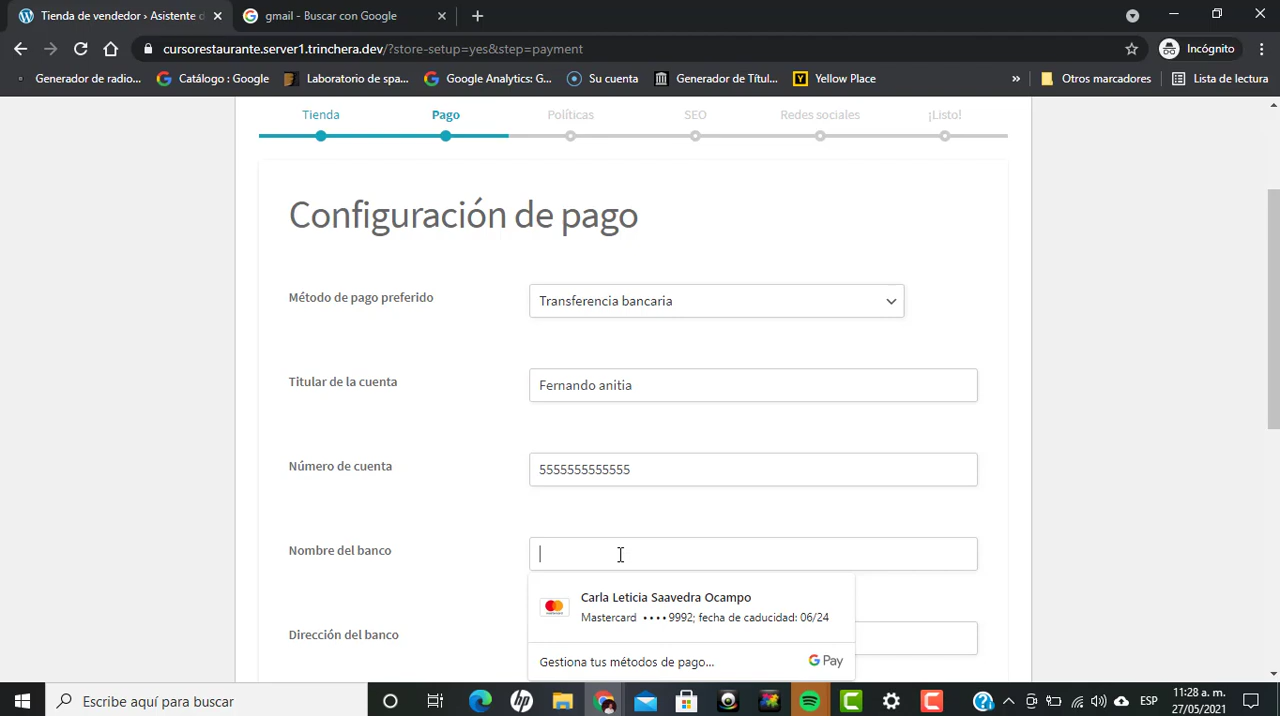 Tienda de vendedor › Asistente d
gmail - Buscar con Google
cursorestaurante.server1.trinchera.dev/?store-setup=yes&step=payment
Incógnito
Generador de radio...
Catálogo : Google
Laboratorio de spa...
Google Analytics: G...
Su cuenta
Generador de Títul...
Yellow Place
»
Otros marcadores
Lista de lectura
Tienda
Pago
Políticas
SEO
Redes sociales
¡Listo!
Configuración de pago
Método de pago preferido
Transferencia bancaria
Titular de la cuenta
Fernando anitia
Número de cuenta
5555555555555
Nombre del banco
Carla Leticia Saavedra Ocampo
Mastercard ••••9992; fecha de caducidad: 06/24
Gestiona tus métodos de pago...
G Pay
Dirección del banco
Escribe aquí para buscar
ESP
11:28 a. m.
27/05/2021